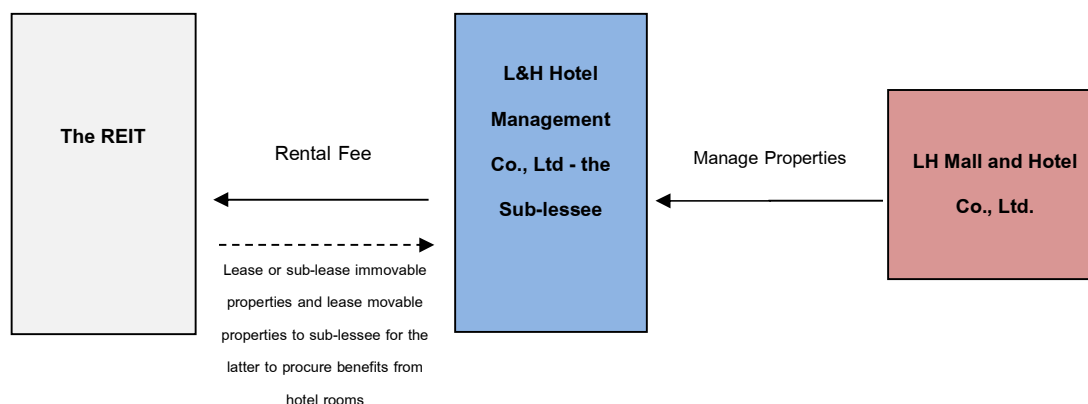 The REIT
Rental Fee
Lease or sub-lease immovable
properties and lease movable
properties to sub-lessee for the
latter to procure benefits from
hotel rooms
L&H Hotel
Management
Co., Ltd - the
Sub-lessee
Manage Properties
LH Mall and Hotel
Co., Ltd.